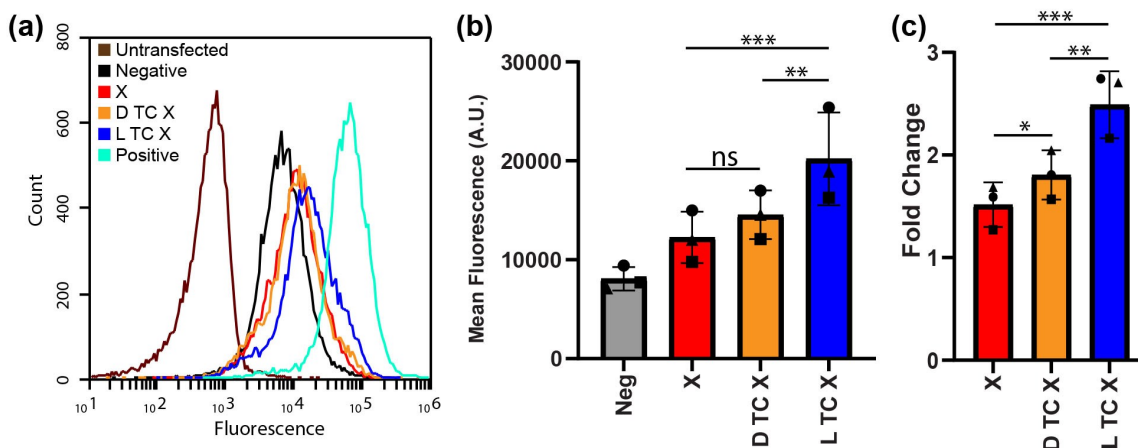 (a)
800
600
400
200
0
Count
Untransfected
Negative
X
D TC X
L TC X
Positive
10^1 10^2 10^3 10^4 10^5 10^6
Fluorescence
(b)
30000
20000
10000
0
Mean Fluorescence (A.U.)
***
**
ns
Neg
X
D TC X
L TC X
(c)
3
2
1
0
Fold Change
***
**
*
X
D TC X
L TC X